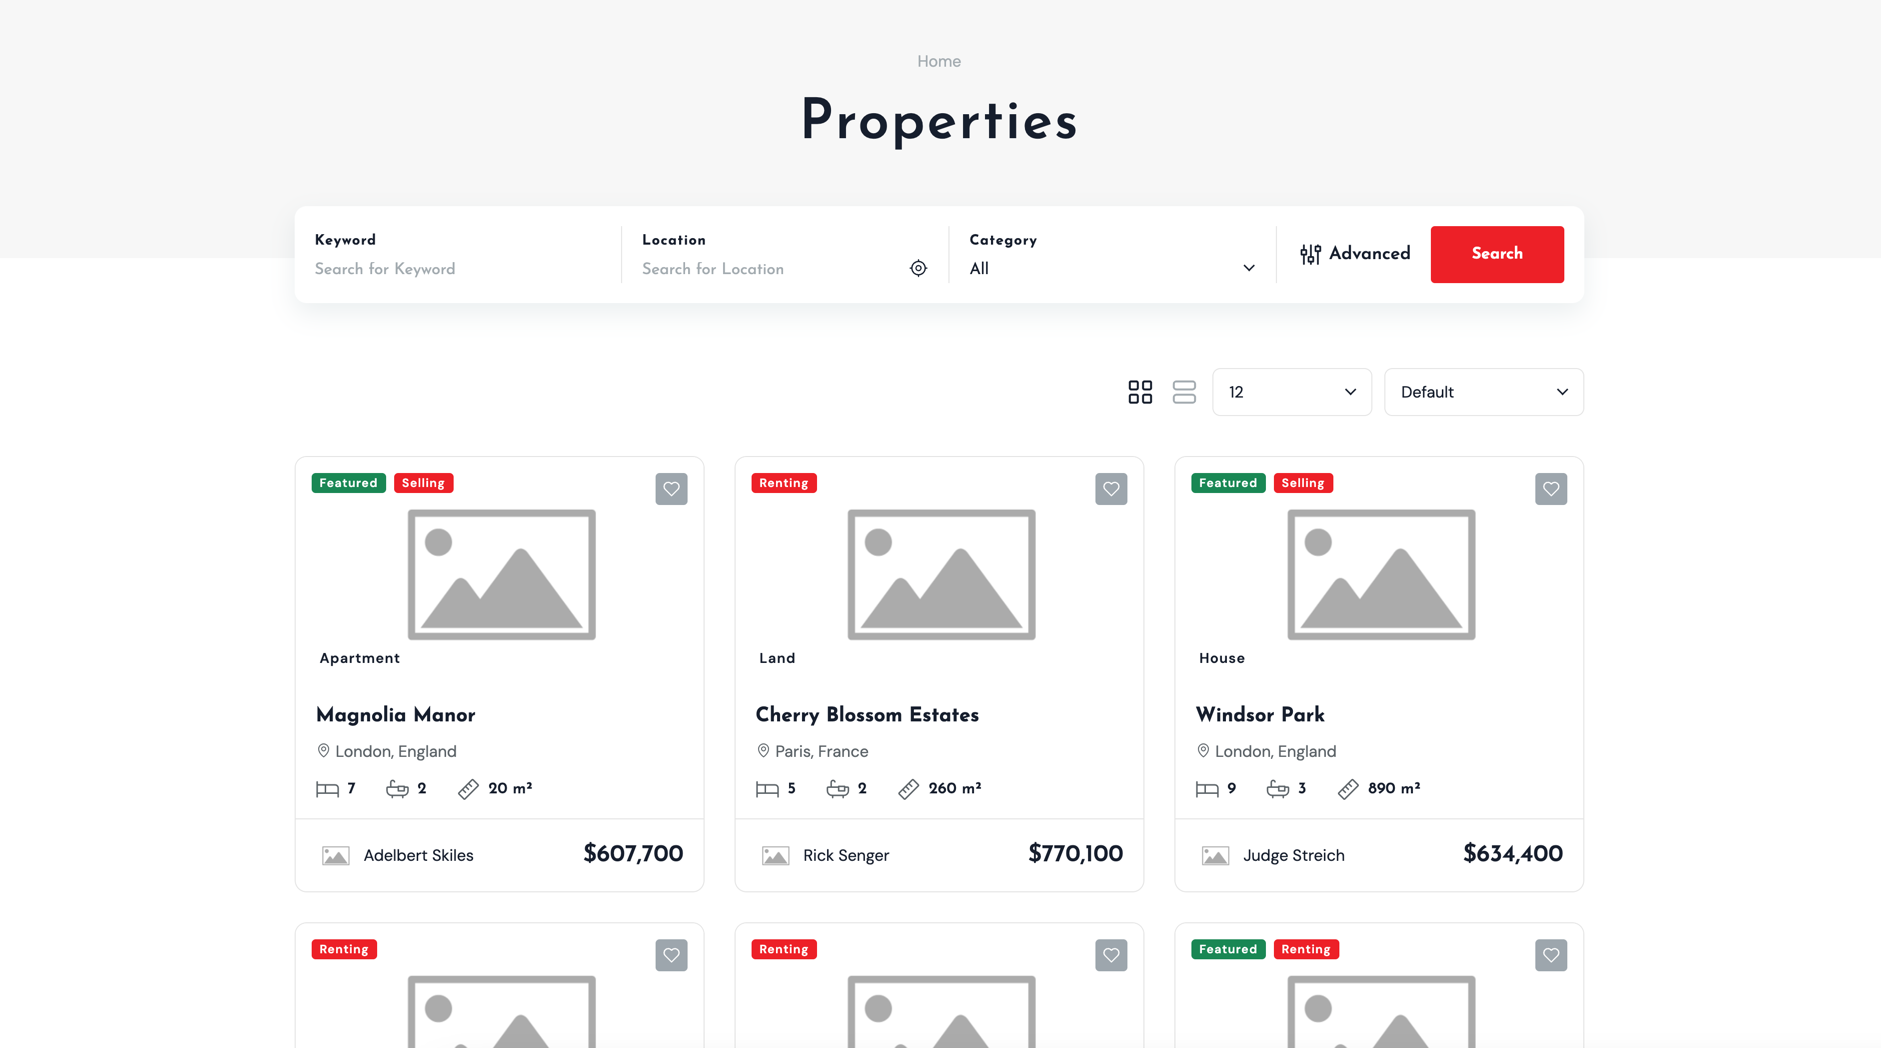 Home
Properties
Keyword
Search for Keyword
Location
Search for Location
Category
All
Advanced
Search
12
Default
Featured Selling
Apartment
Magnolia Manor
London, England
7 2 20 m²
Adelbert Skiles $607,700
Renting
Land
Cherry Blossom Estates
Paris, France
5 2 260 m²
Rick Senger $770,100
Featured Selling
House
Windsor Park
London, England
9 3 890 m²
Judge Streich $634,400
Renting
Renting
Featured Renting